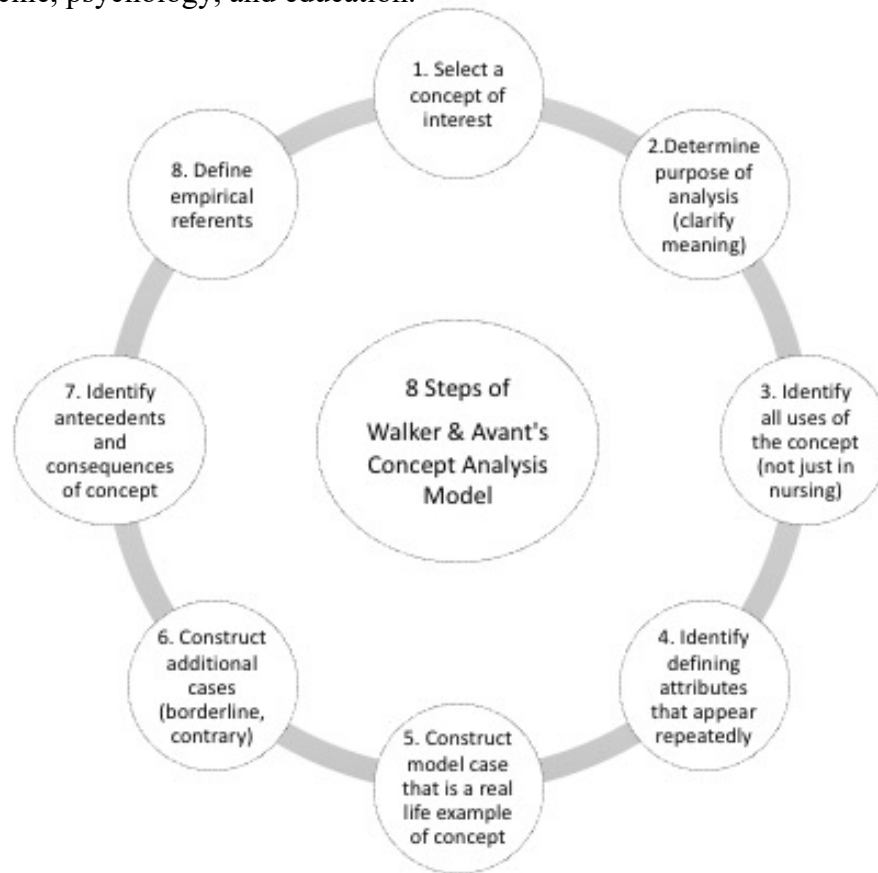 psychology, and education.
1. Select a
concept of
interest
2.Determine
purpose of
analysis
(clarify
meaning)
3. Identify
all uses of
the concept
(not just in
nursing)
4. Identify
defining
attributes
that appear
repeatedly
5. Construct
model case
that is a real
life example
of concept
6. Construct
additional
cases
(borderline,
contrary)
7. Identify
antecedents
and
consequences
of concept
8. Define
empirical
referents
8 Steps of
Walker & Avant's
Concept Analysis
Model